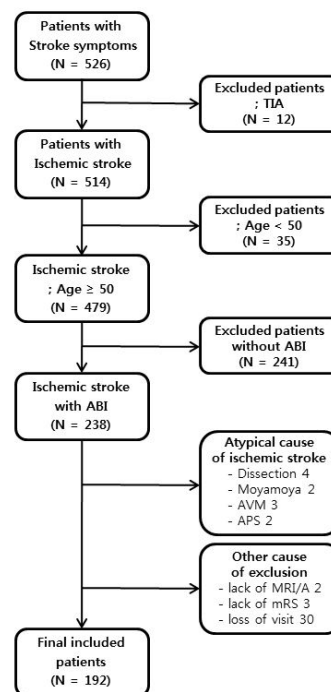 Patients with
Stroke symptoms
(N = 526)
Excluded patients
; TIA
(N = 12)
Patients with
Ischemic stroke
(N = 514)
Excluded patients
; Age < 50
(N = 35)
Ischemic stroke
; Age ≥ 50
(N = 479)
Excluded patients
without ABI
(N = 241)
Ischemic stroke
with ABI
(N = 238)
Atypical cause
of ischemic stroke
- Dissection 4
- Moyamoya 2
- AVM 3
- APS 2
Other cause
of exclusion
- lack of MRI/A 2
- lack of mRS 3
- loss of visit 30
Final included
patients
(N = 192)